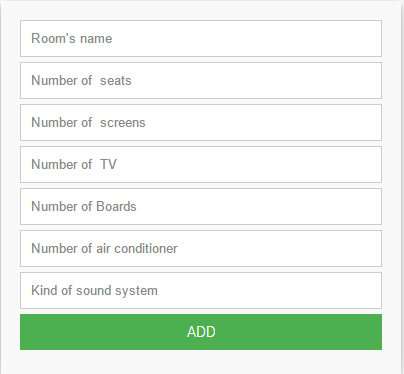 Room's name
Number of  seats
Number of  screens
Number of  TV
Number of Boards
Number of air conditioner
Kind of sound system
ADD